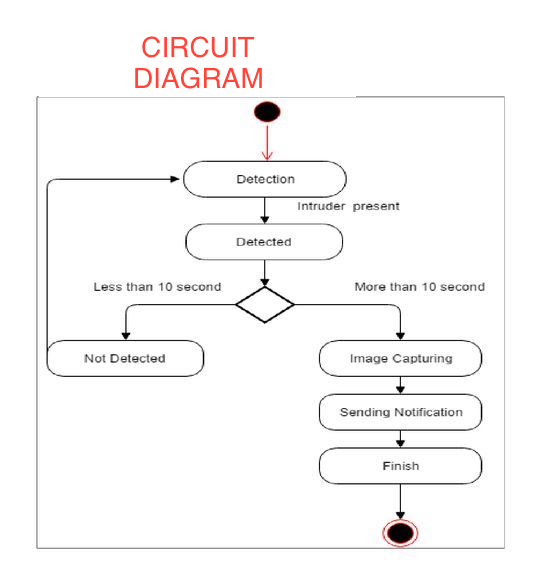 CIRCUIT
DIAGRAM
Detection
Intruder present
Detected
Less than 10 second
More than 10 second
Not Detected
Image Capturing
Sending Notification
Finish